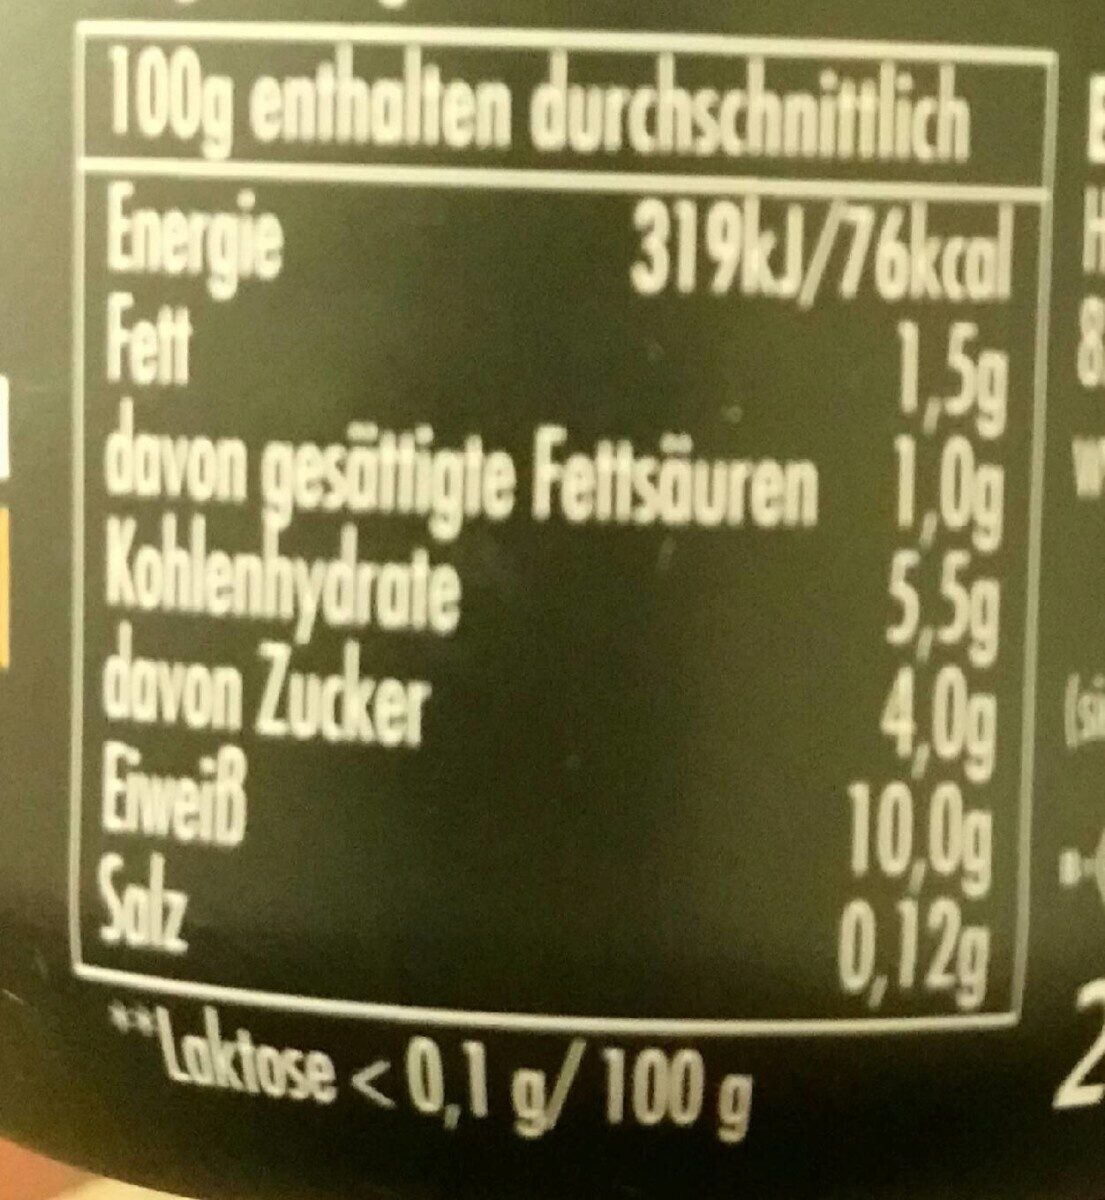 100g enthalten durchschnittlich
Energie 319kJ/76kcal
Fett 1,5g
davon gesättigte Fettsäuren 1,0g
Kohlenhydrate 5,5g
davon Zucker 4,0g
Eiweiß 10,0g
Salz 0,12g
**Laktose < 0,1 g/ 100 g